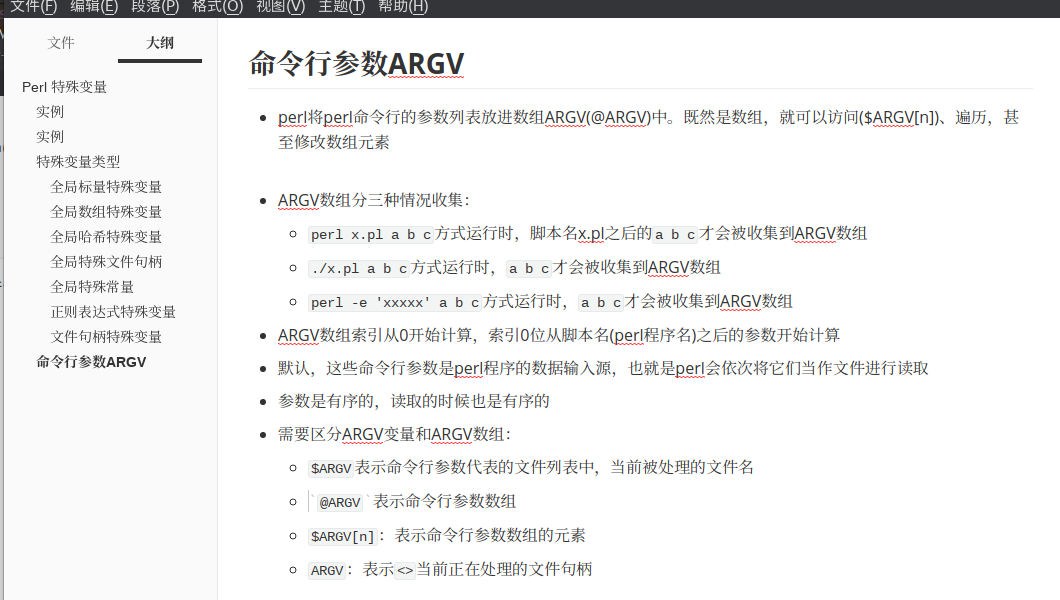 文件(F) 编辑(E) 段落(P) 格式(O) 视图(V) 主题(T) 帮助(H)
文件 大纲
Perl 特殊变量
实例
实例
特殊变量类型
全局标量特殊变量
全局数组特殊变量
全局哈希特殊变量
全局特殊文件句柄
全局特殊常量
正则表达式特殊变量
文件句柄特殊变量
命令行参数ARGV
命令行参数ARGV
perl将perl命令行的参数列表放进数组ARGV(@ARGV)中。既然是数组，就可以访问($ARGV[n])、遍历，甚
至修改数组元素
ARGV数组分三种情况收集：
perl x.pl a b c方式运行时，脚本名x.pl之后的a b c才会被收集到ARGV数组
./x.pl a b c方式运行时，a b c才会被收集到ARGV数组
perl -e 'xxxxx' a b c方式运行时，a b c才会被收集到ARGV数组
ARGV数组索引从0开始计算，索引0位从脚本名(perl程序名)之后的参数开始计算
默认，这些命令行参数是perl程序的数据输入源，也就是perl会依次将它们当作文件进行读取
参数是有序的，读取的时候也是有序的
需要区分ARGV变量和ARGV数组：
$ARGV表示命令行参数代表的文件列表中，当前被处理的文件名
`@ARGV`表示命令行参数数组
$ARGV[n]：表示命令行参数数组的元素
ARGV：表示<>当前正在处理的文件句柄